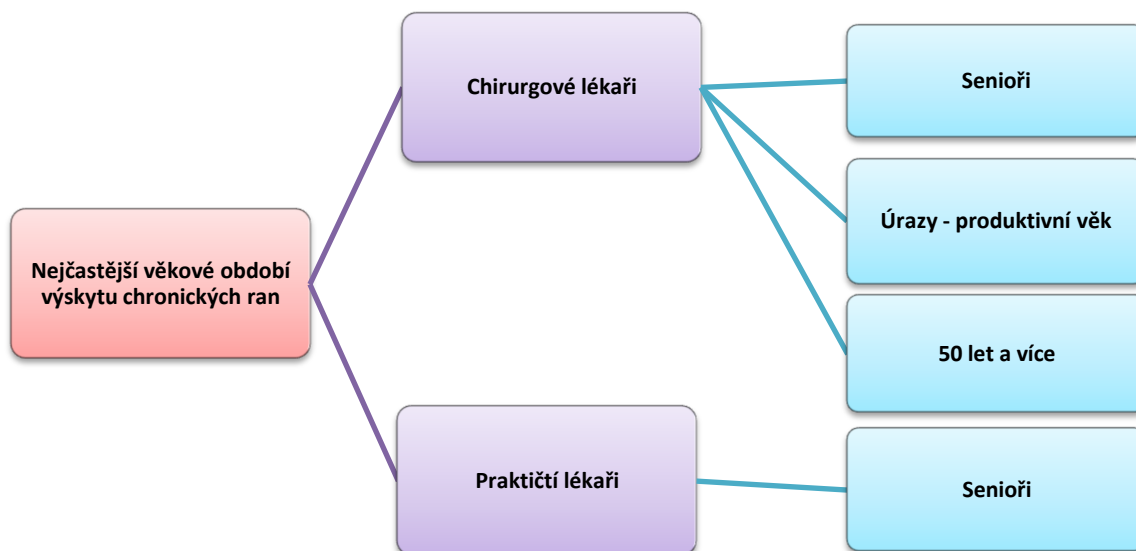 Chirurgové lékaři
Senioři
Úrazy - produktivní věk
Nejčastější věkové období
výskytu chronických ran
50 let a více
Praktičtí lékaři
Senioři